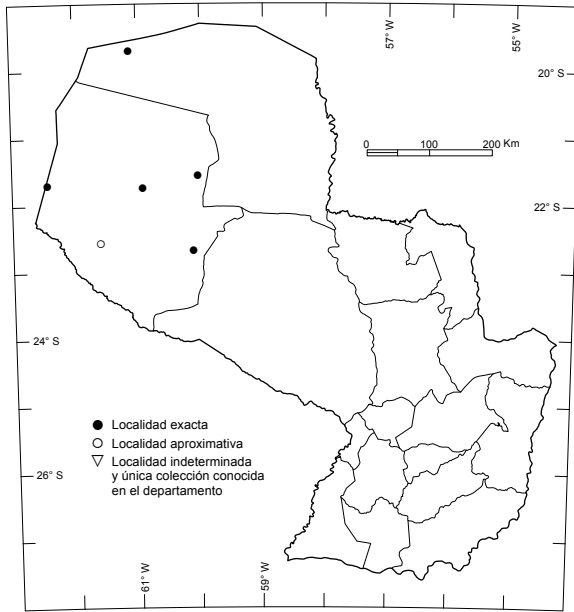 57° W
55° W
20° S
0 100 200 Km
22° S
24° S
Localidad exacta
Localidad aproximativa
Localidad indeterminada
y única colección conocida
en el departamento
26° S
61° W
59° W